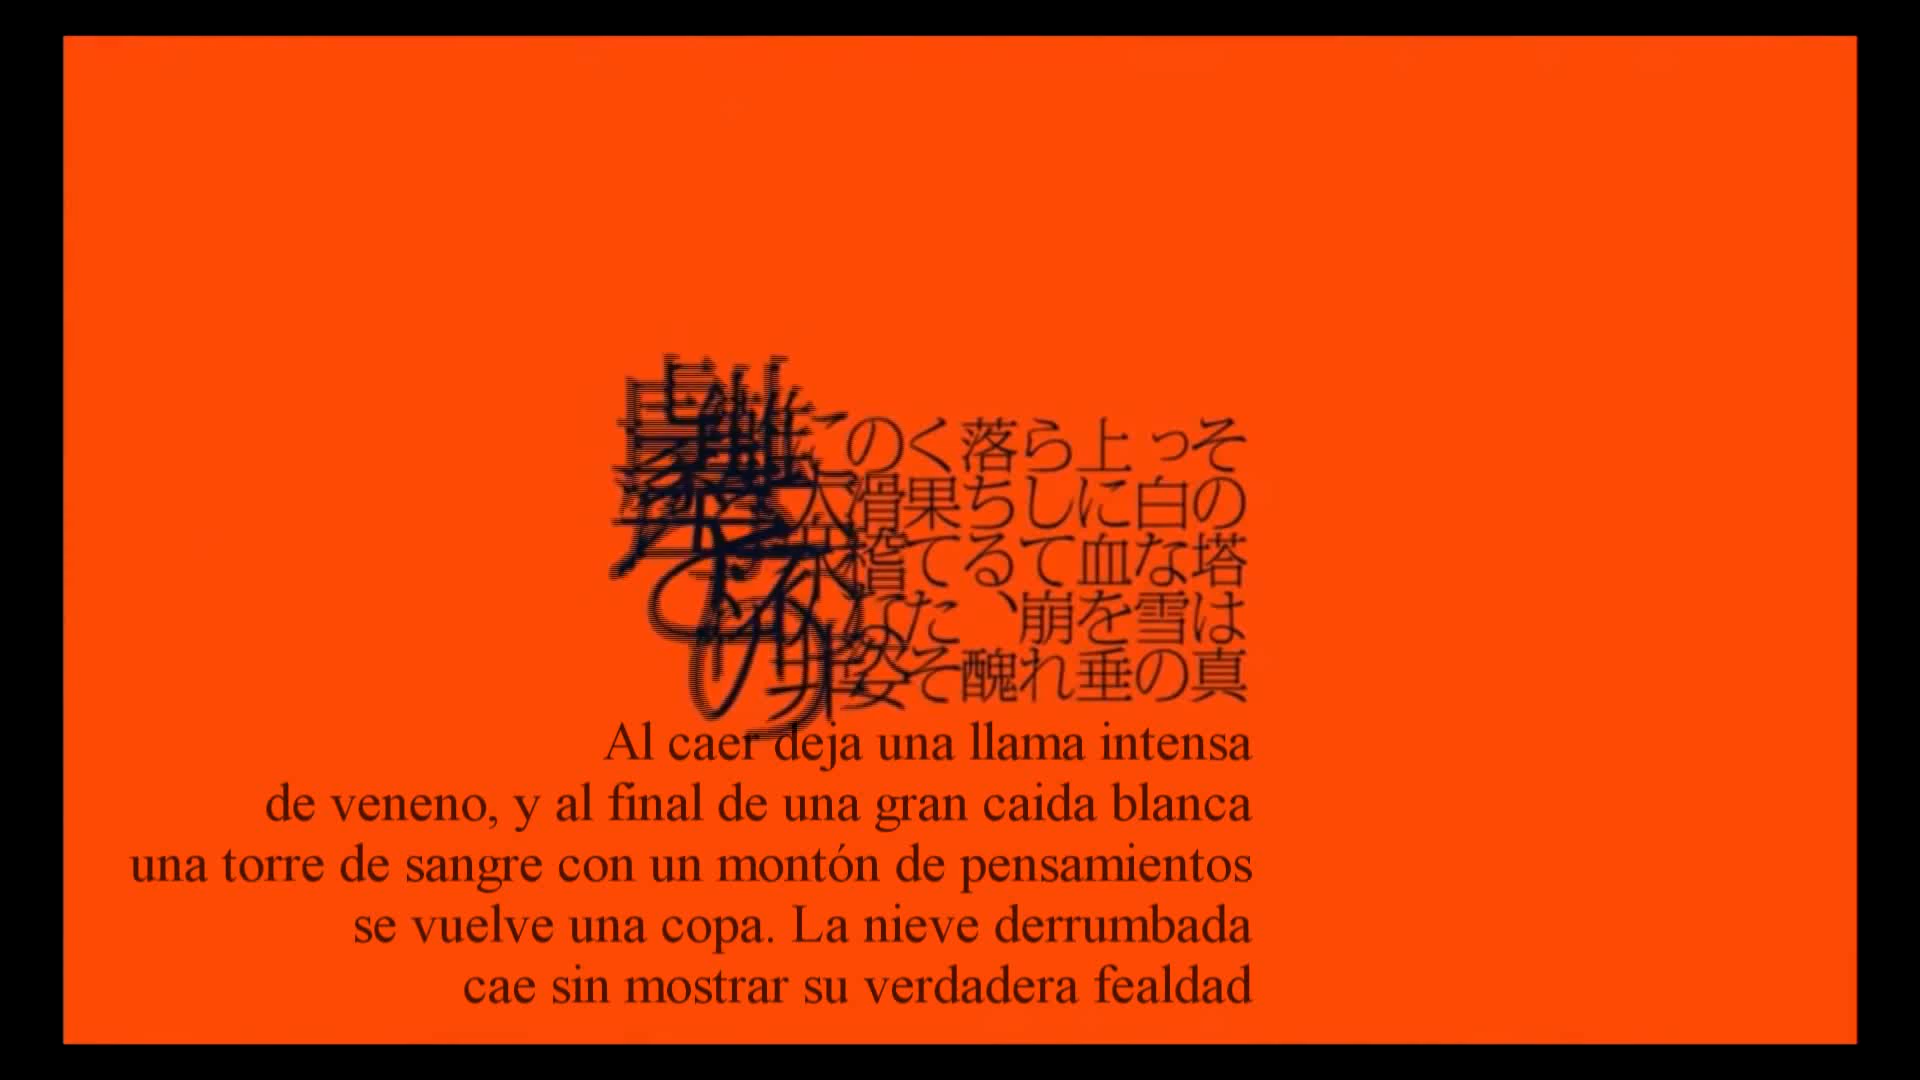 その塔は真
っ白な雪の
上に血を垂
らして崩れ
落ちる、醜
く果てたそ
の滑稽な姿
Al caer deja una llama intensa
de veneno, y al final de una gran caida blanca
una torre de sangre con un montón de pensamientos
se vuelve una copa. La nieve derrumbada
cae sin mostrar su verdadera fealdad